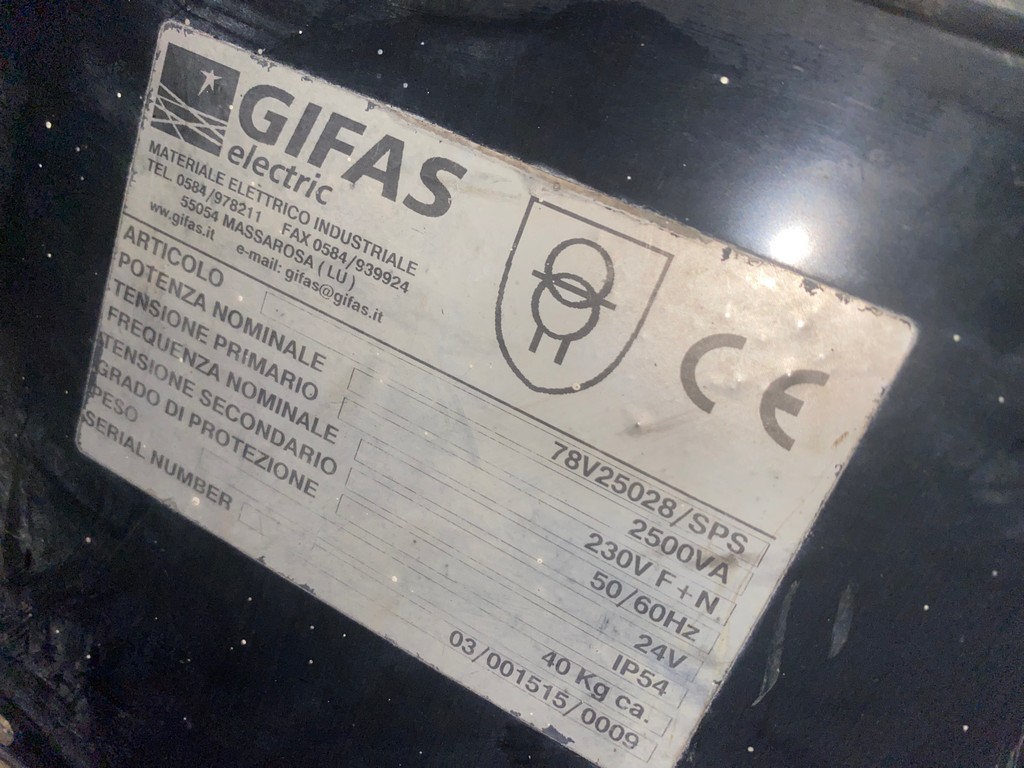 GIFAS
electric
MATERIALE ELETTRICO INDUSTRIALE
TEL. 0584/978211 FAX 0584/939924
55054 MASSAROSA ( LU )
ww.gifas.it e-mail: gifas@gifas.it
CE
ARTICOLO 78V25028/SPS
POTENZA NOMINALE 2500VA
TENSIONE PRIMARIO 230V F + N
FREQUENZA NOMINALE 50/60Hz
TENSIONE SECONDARIO 24V
GRADO DI PROTEZIONE IP54
PESO 40 Kg ca.
SERIAL NUMBER 03/001515/0009